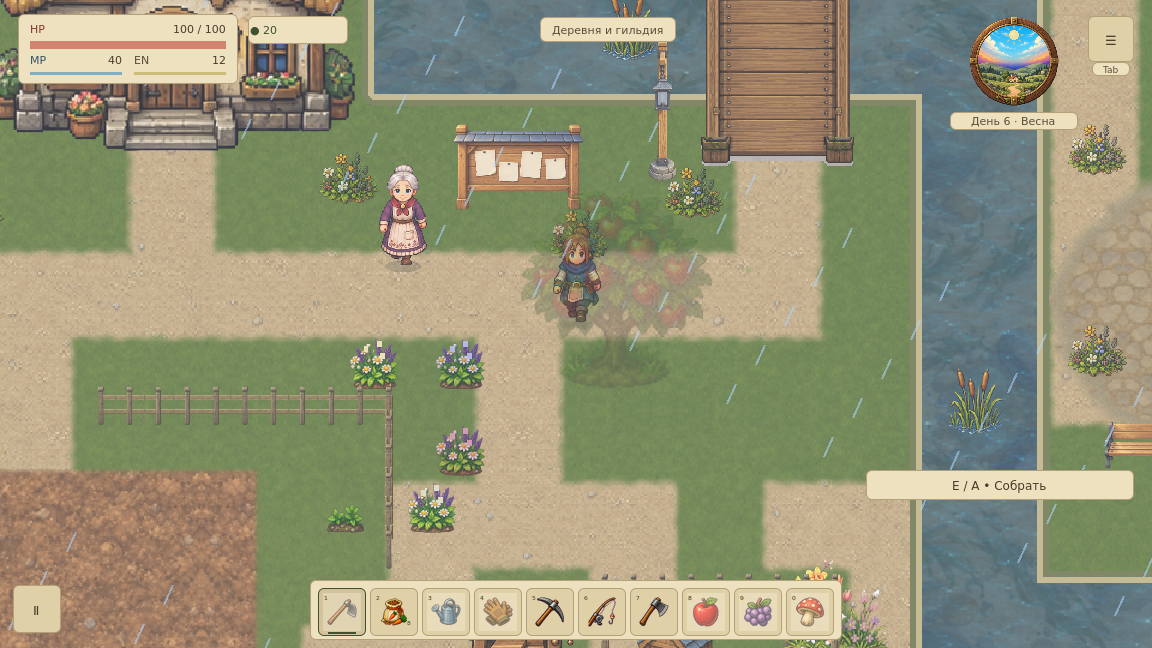 HP 100 / 100
20
MP 40 EN 12
Деревня и гильдия
День 6 · Весна
☰
Tab
E / A • Собрать
II
1 2 3 4 5 6 7 8 9 0